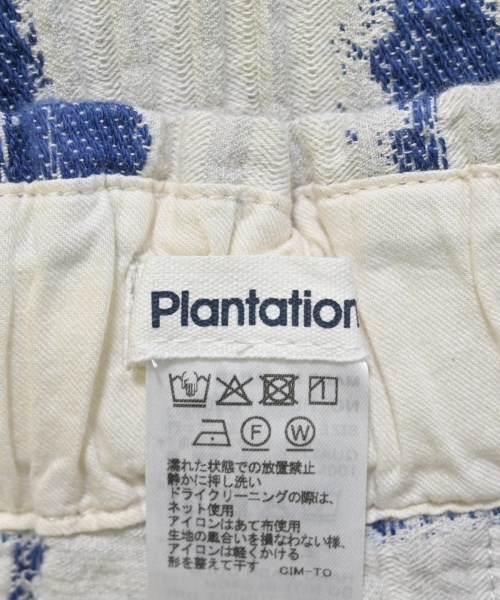 Plantation
F W
濡れた状態での放置禁止
静かに押し洗い
ドライクリーニングの際は、
ネット使用
アイロンはあて布使用
生地の風合いを損なわない様、
アイロンは軽くかける
形を整えて干す CIM-TO